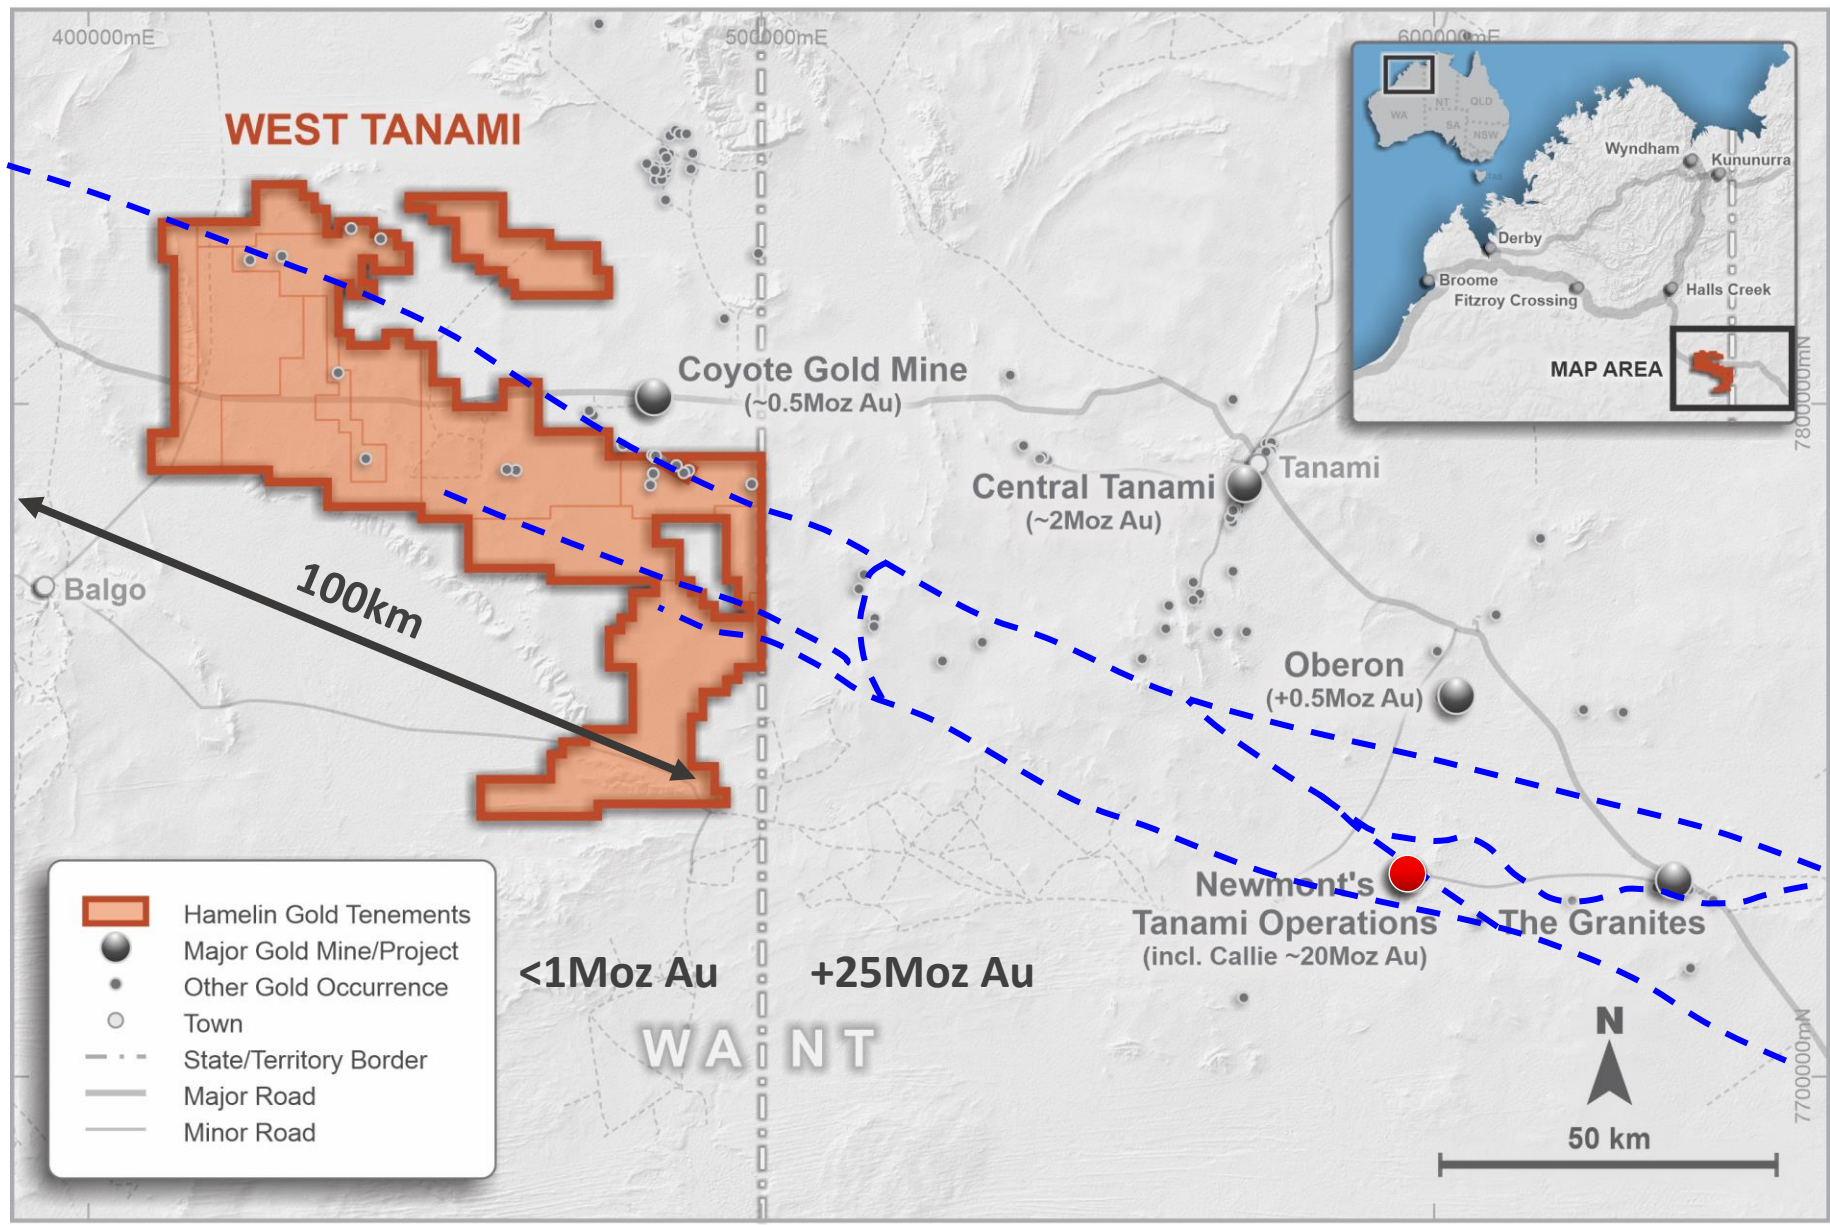 400000mE
500000mE
600000mE
WEST TANAMI
WA
NT
QLD
SA
NSW
Wyndham
Kununurra
Derby
Broome
Fitzroy Crossing
Halls Creek
MAP AREA
7800000mN
Coyote Gold Mine
(~0.5Moz Au)
Central Tanami
(~2Moz Au)
Tanami
Balgo
100km
Oberon
(+0.5Moz Au)
Newmont's
Tanami Operations
(incl. Callie ~20Moz Au)
The Granites
<1Moz Au
+25Moz Au
WA
NT
Hamelin Gold Tenements
Major Gold Mine/Project
Other Gold Occurrence
Town
State/Territory Border
Major Road
Minor Road
N
50 km
7700000mN